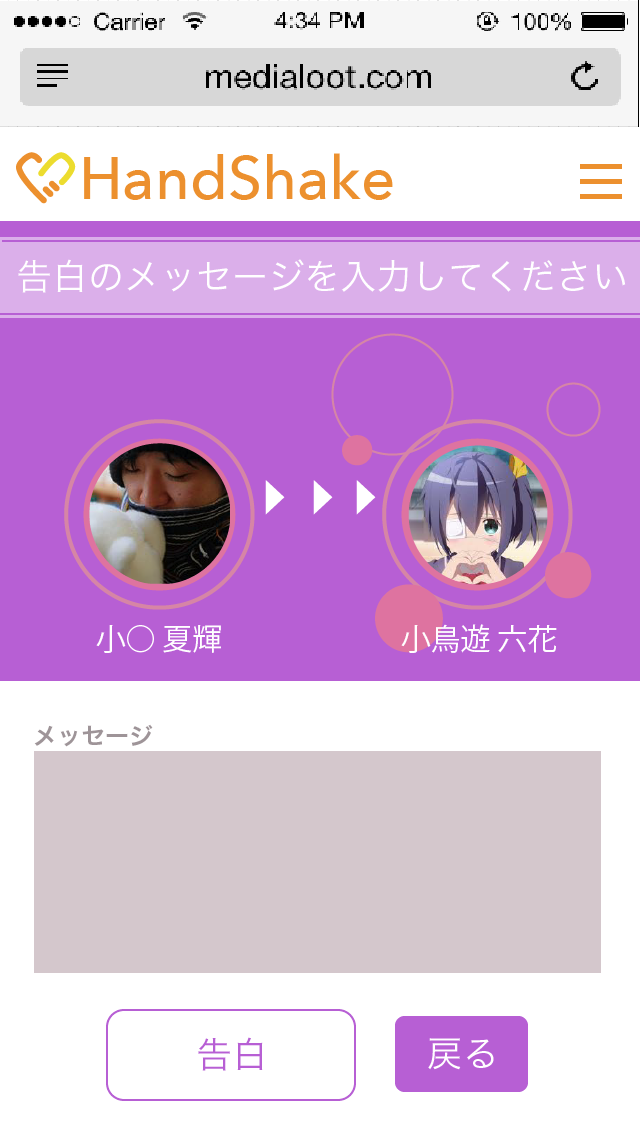 Carrier 4:34 PM 100%
medialoot.com
HandShake
告白のメッセージを入力してください
小〇 夏輝
小鳥遊 六花
メッセージ
告白
戻る